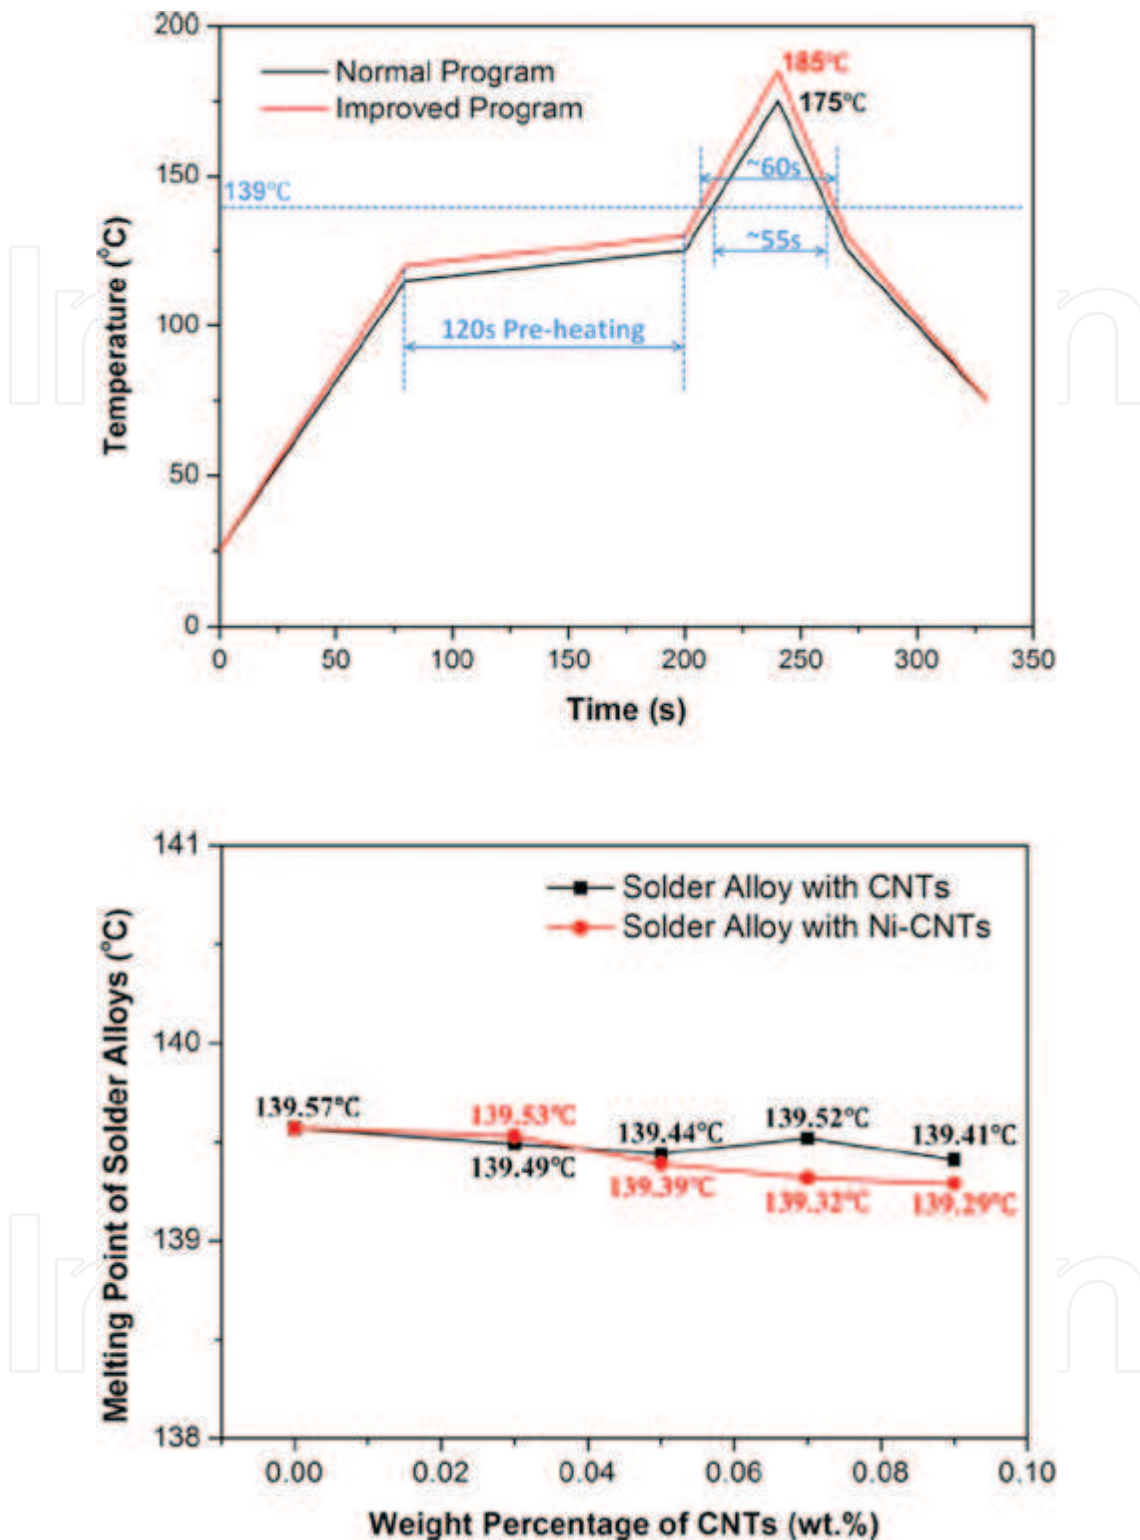 200
Normal Program
Improved Program
185°C
175°C
150
~60s
139°C
~55s
100
120s Pre-heating
50
0
0 50 100 150 200 250 300 350
Temperature (°C)
Time (s)
141
Solder Alloy with CNTs
Solder Alloy with Ni-CNTs
140
139.57°C
139.53°C
139.44°C
139.52°C
139.41°C
139.49°C
139.39°C
139.32°C
139.29°C
139
138
0.00 0.02 0.04 0.06 0.08 0.10
Melting Point of Solder Alloys (°C)
Weight Percentage of CNTs (wt.%)